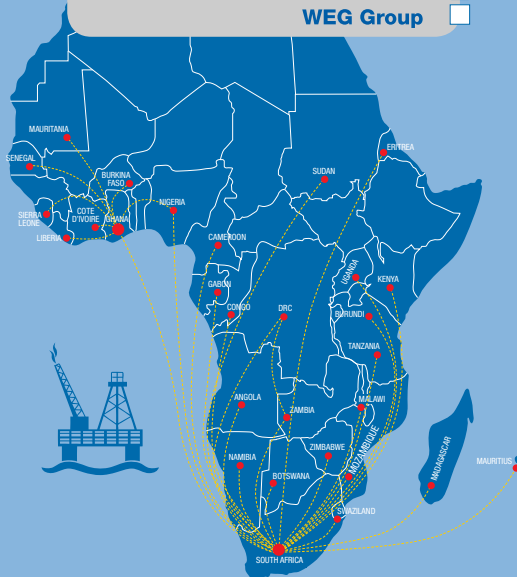 WEG Group
MAURITANIA
ERITREA
SENEGAL
SUDAN
BURKINA
FASO
NIGERIA
SIERRA
LEONE
COTE
D'IVOIRE
GHANA
LIBERIA
CAMEROON
UGANDA
KENYA
GABON
CONGO
DRC
BURUNDI
TANZANIA
ANGOLA
ZAMBIA
MALAWI
MOZAMBIQUE
ZIMBABWE
NAMIBIA
BOTSWANA
MADAGASCAR
MAURITIUS
SWAZILAND
SOUTH AFRICA